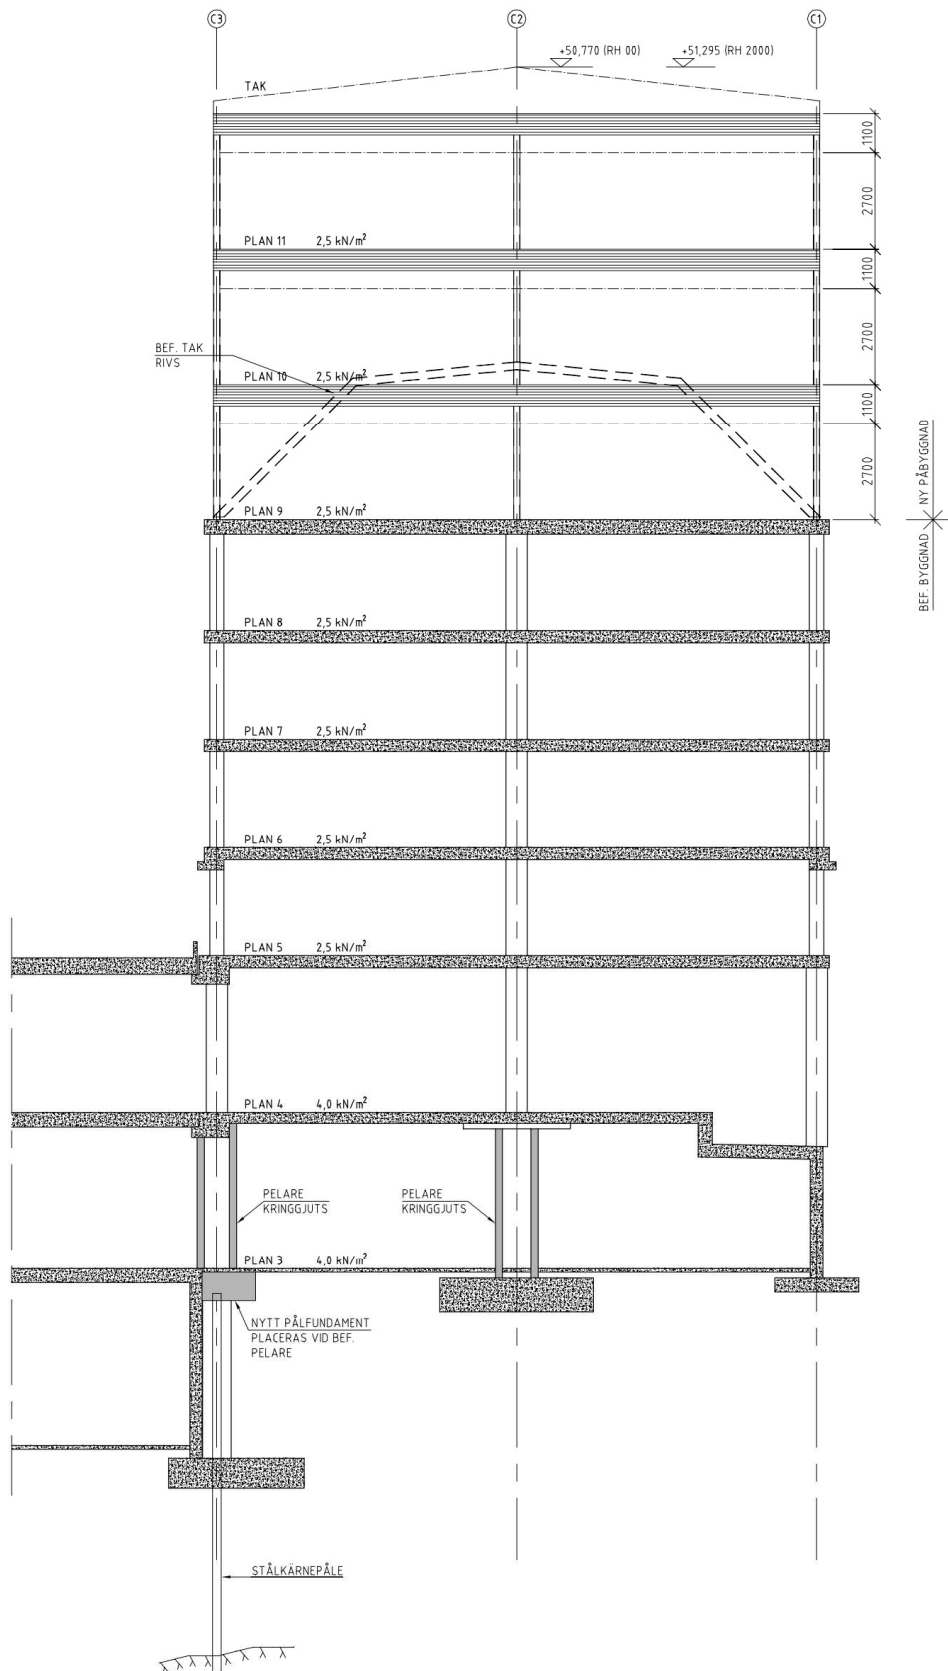 C3
C2
C1
+50,770 (RH 00)
+51,295 (RH 2000)
TAK
1100
2700
PLAN 11 2,5 kN/m²
1100
2700
BEF. TAK
RIVS
PLAN 10 2,5 kN/m²
1100
2700
NY PÅBYGGNAD
BEF. BYGGNAD
PLAN 9 2,5 kN/m²
PLAN 8 2,5 kN/m²
PLAN 7 2,5 kN/m²
PLAN 6 2,5 kN/m²
PLAN 5 2,5 kN/m²
PLAN 4 4,0 kN/m²
PELARE
KRINGGJUTS
PELARE
KRINGGJUTS
PLAN 3 4,0 kN/m²
NYTT PÅLFUNDAMENT
PLACERAS VID BEF.
PELARE
STÅLKÄRNEPÅLE